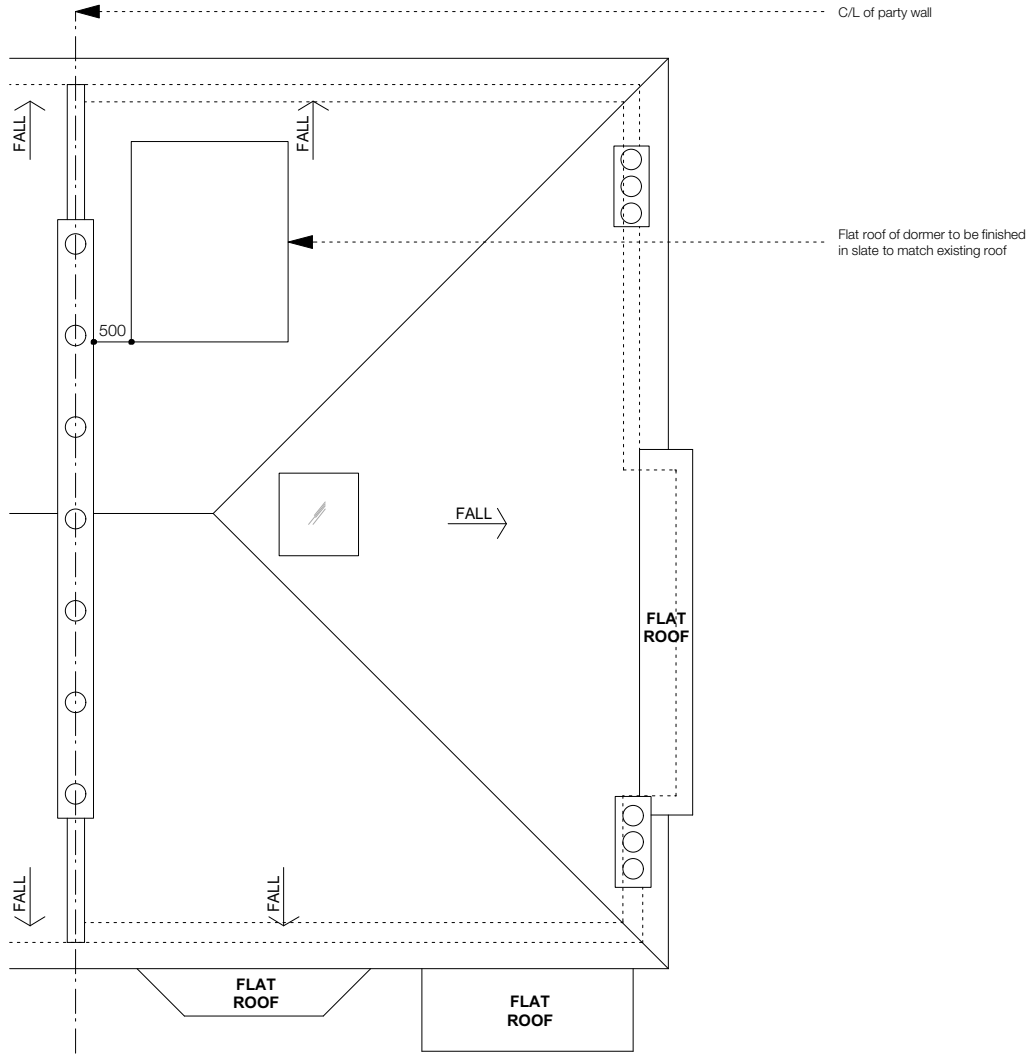 C/L of party wall
FALL
FALL
FALL
Flat roof of dormer to be finished
in slate to match existing roof
500
FALL
FLAT
ROOF
FALL
FALL
FLAT
ROOF
FLAT
ROOF